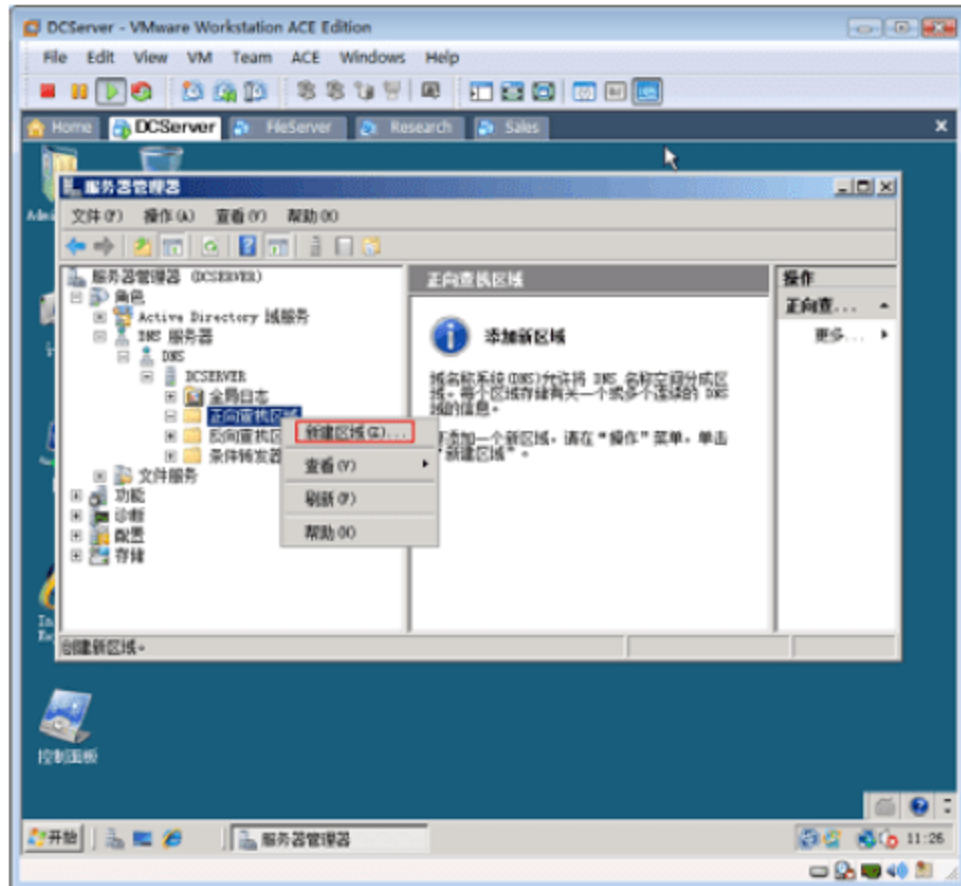 DCServer - VMware Workstation ACE Edition
File Edit View VM Team ACE Windows Help
Home DCServer FileServer Research Sales
服务器管理器
文件(F) 操作(A) 查看(V) 帮助(H)
服务器管理器 (DCSERVER)
角色
Active Directory 域服务
DNS 服务器
DNS
DCSERVER
全局日志
正向查找区域
反向查找区
条件转发器
文件服务
功能
诊断
配置
存储
新建区域(Z)...
查看(V)
刷新(F)
帮助(H)
正向查找区域
添加新区域
域名称系统(DNS)允许将 DNS 名称空间分成区
域。每个区域存储有关一个或多个连续的 DNS
域的信息。
添加一个新区域，请在“操作”菜单，单击
“新建区域”。
操作
正向查...
更多...
创建新区域。
控制面板
开始 服务器管理器 11:26